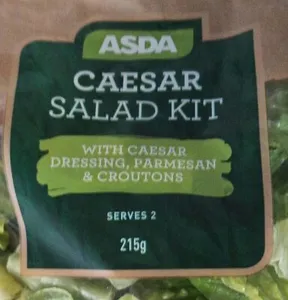 ASDA
CAESAR
SALAD KIT
WITH CAESAR
DRESSING, PARMESAN
& CROUTONS
SERVES 2
215g